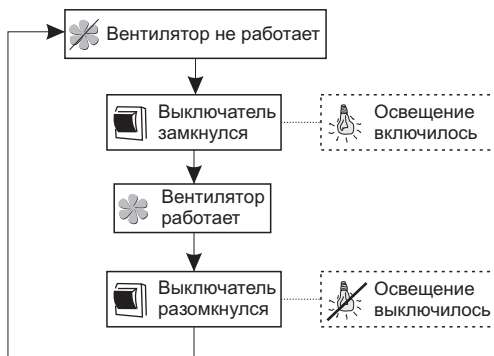 Вентилятор не работает
Выключатель
замкнулся
Освещение
включилось
Вентилятор
работает
Выключатель
разомкнулся
Освещение
выключилось